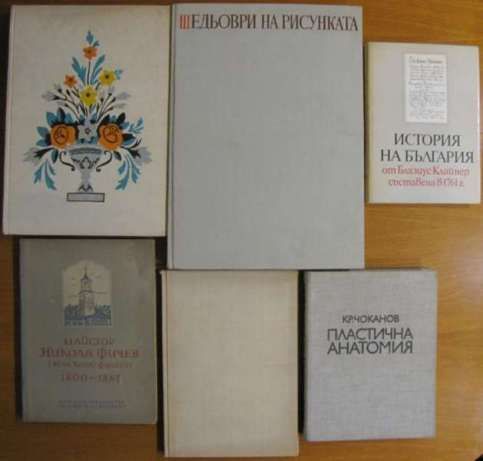 ШЕДЬОВРИ НА РИСУНКАТА
ИСТОРИЯ
НА БЪЛГАРИЯ
от Блазиус Клайнер
съставена в 1761 г.
МАЙСТОР
НИКОЛА ФИЧЕВ
1800–1881
КР. ЧОКАНОВ
ПЛАСТИЧНА
АНАТОМИЯ